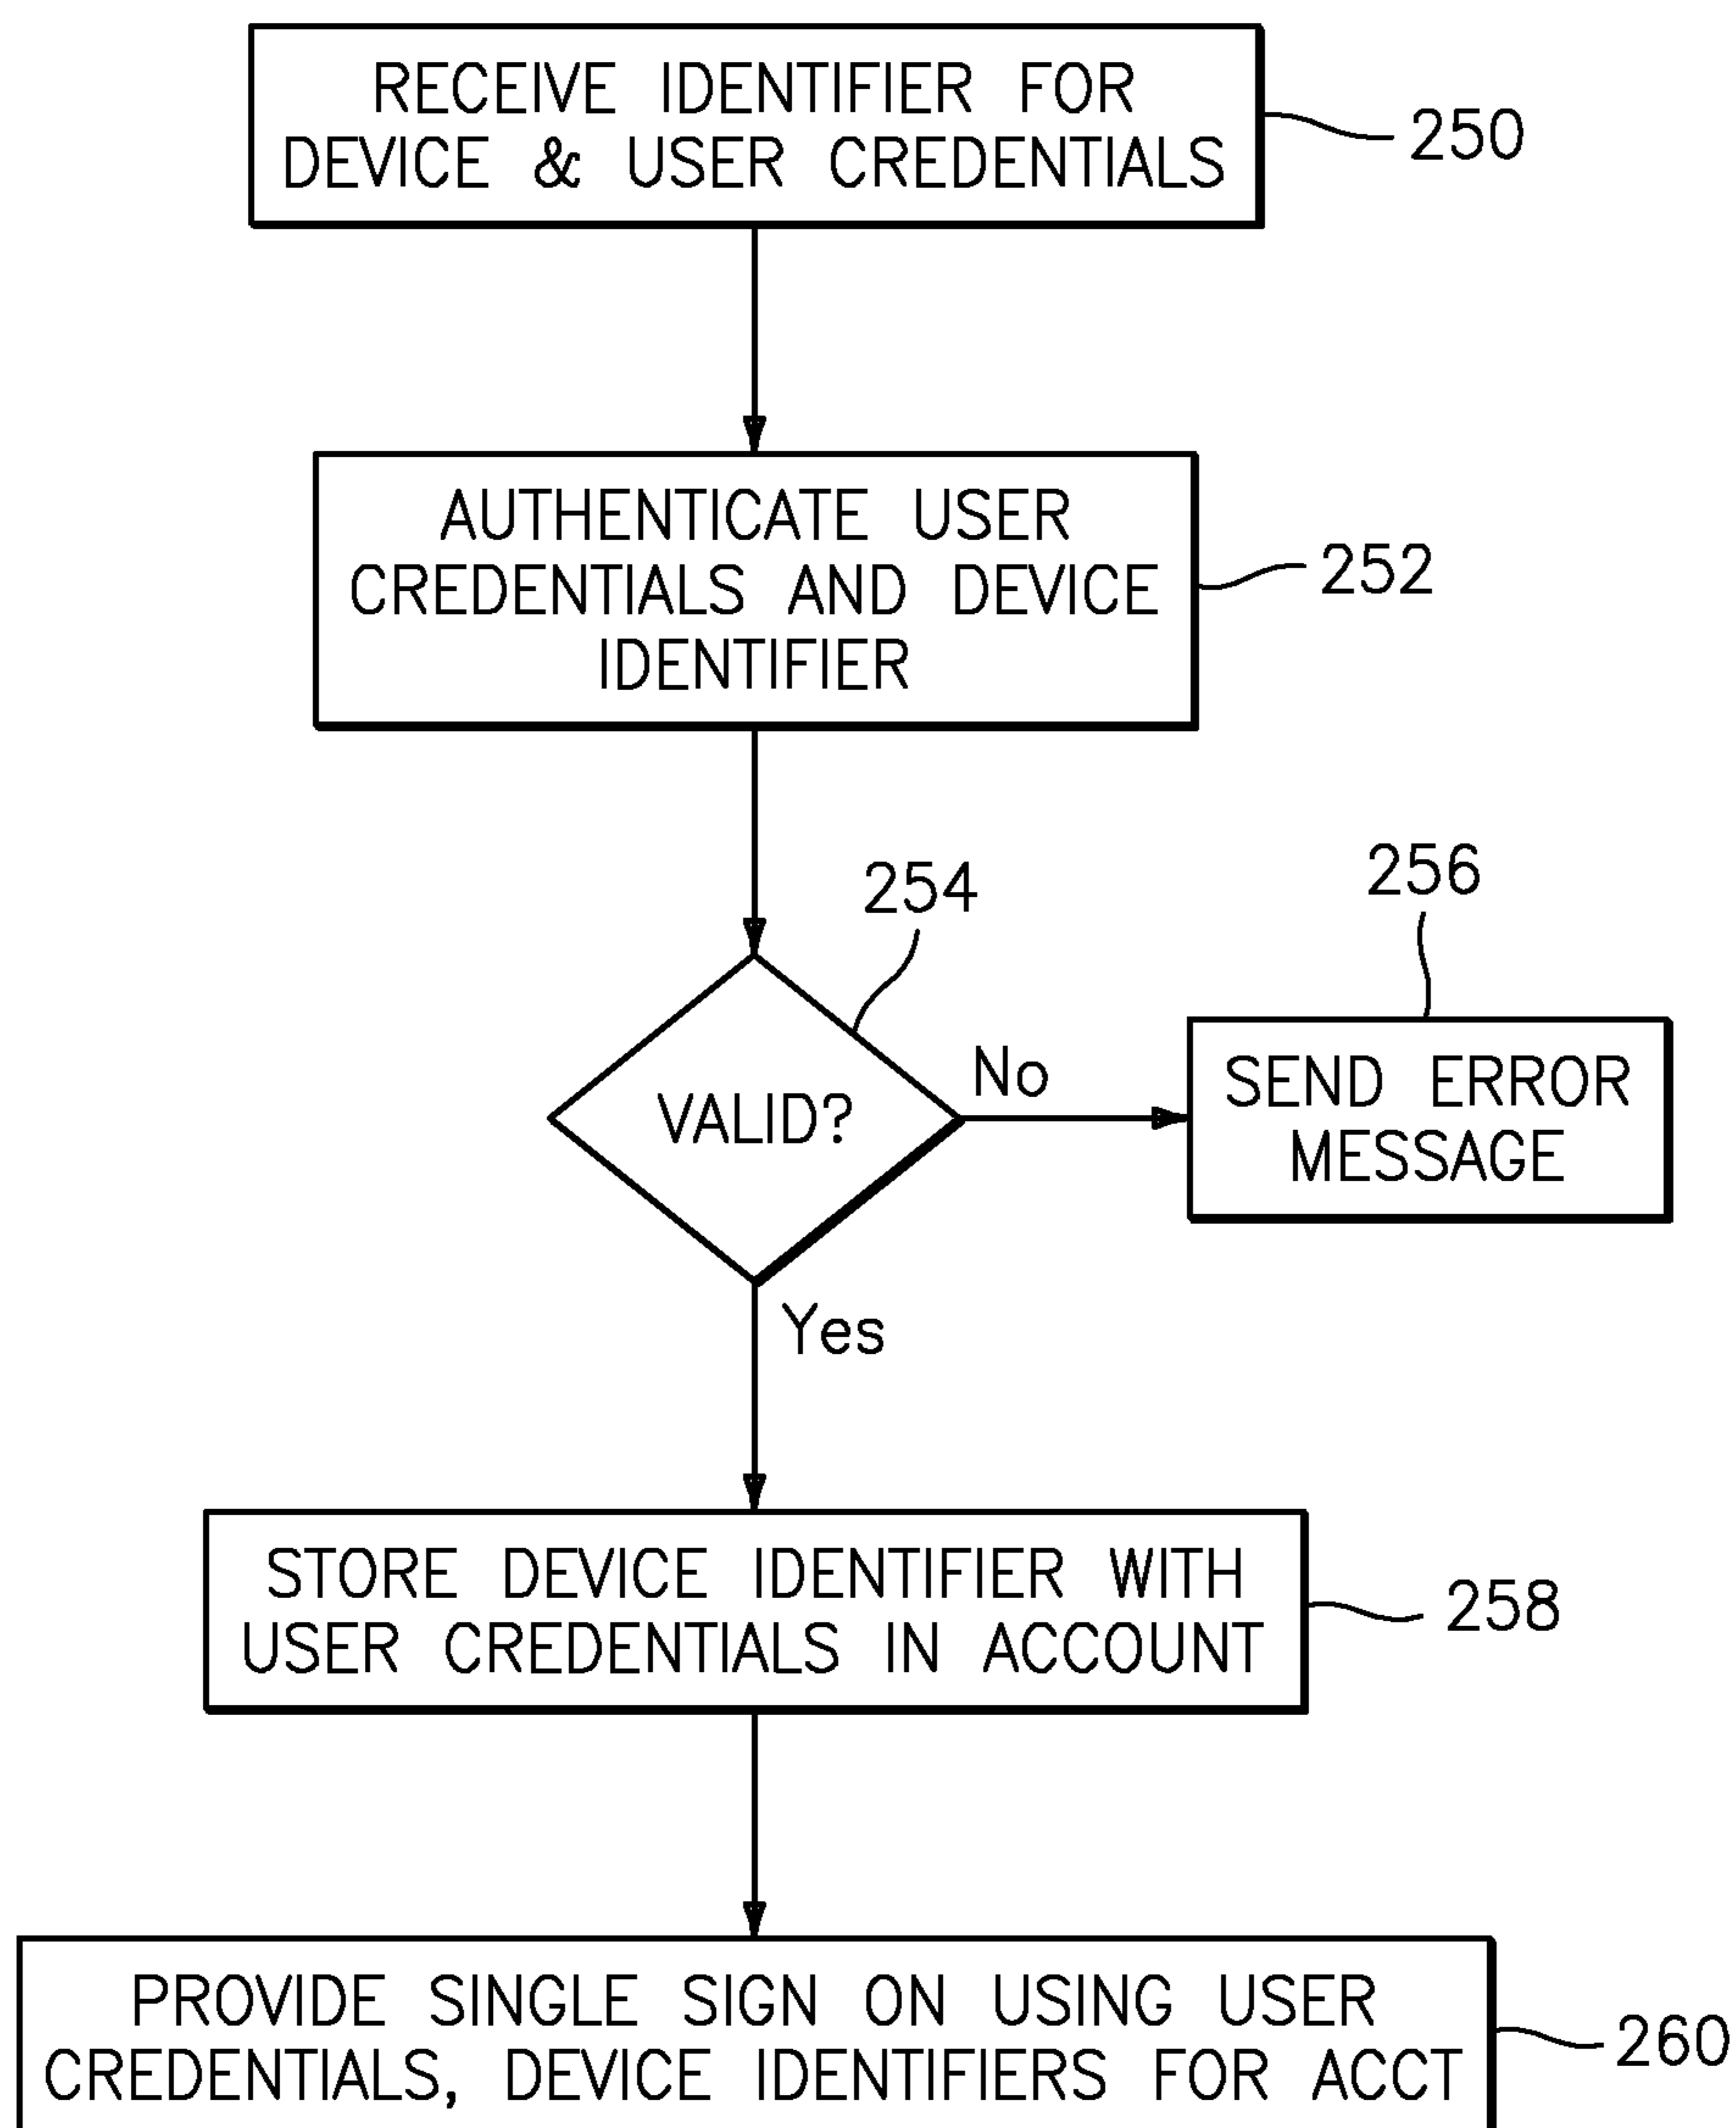 RECEIVE IDENTIFIER FOR
DEVICE & USER CREDENTIALS
250
AUTHENTICATE USER
CREDENTIALS AND DEVICE
IDENTIFIER
252
254
256
VALID?
No
SEND ERROR
MESSAGE
Yes
STORE DEVICE IDENTIFIER WITH
USER CREDENTIALS IN ACCOUNT
258
PROVIDE SINGLE SIGN ON USING USER
CREDENTIALS, DEVICE IDENTIFIERS FOR ACCT
260